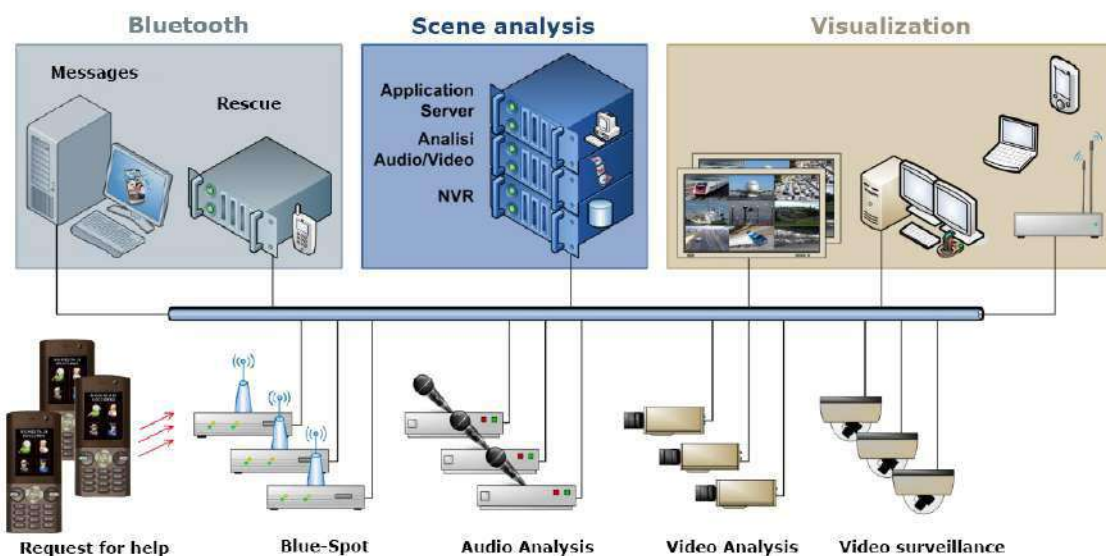 Bluetooth
Scene analysis
Visualization
Messages
Rescue
Application
Server
Analisi
Audio/Video
NVR
Request for help
Blue-Spot
Audio Analysis
Video Analysis
Video surveillance